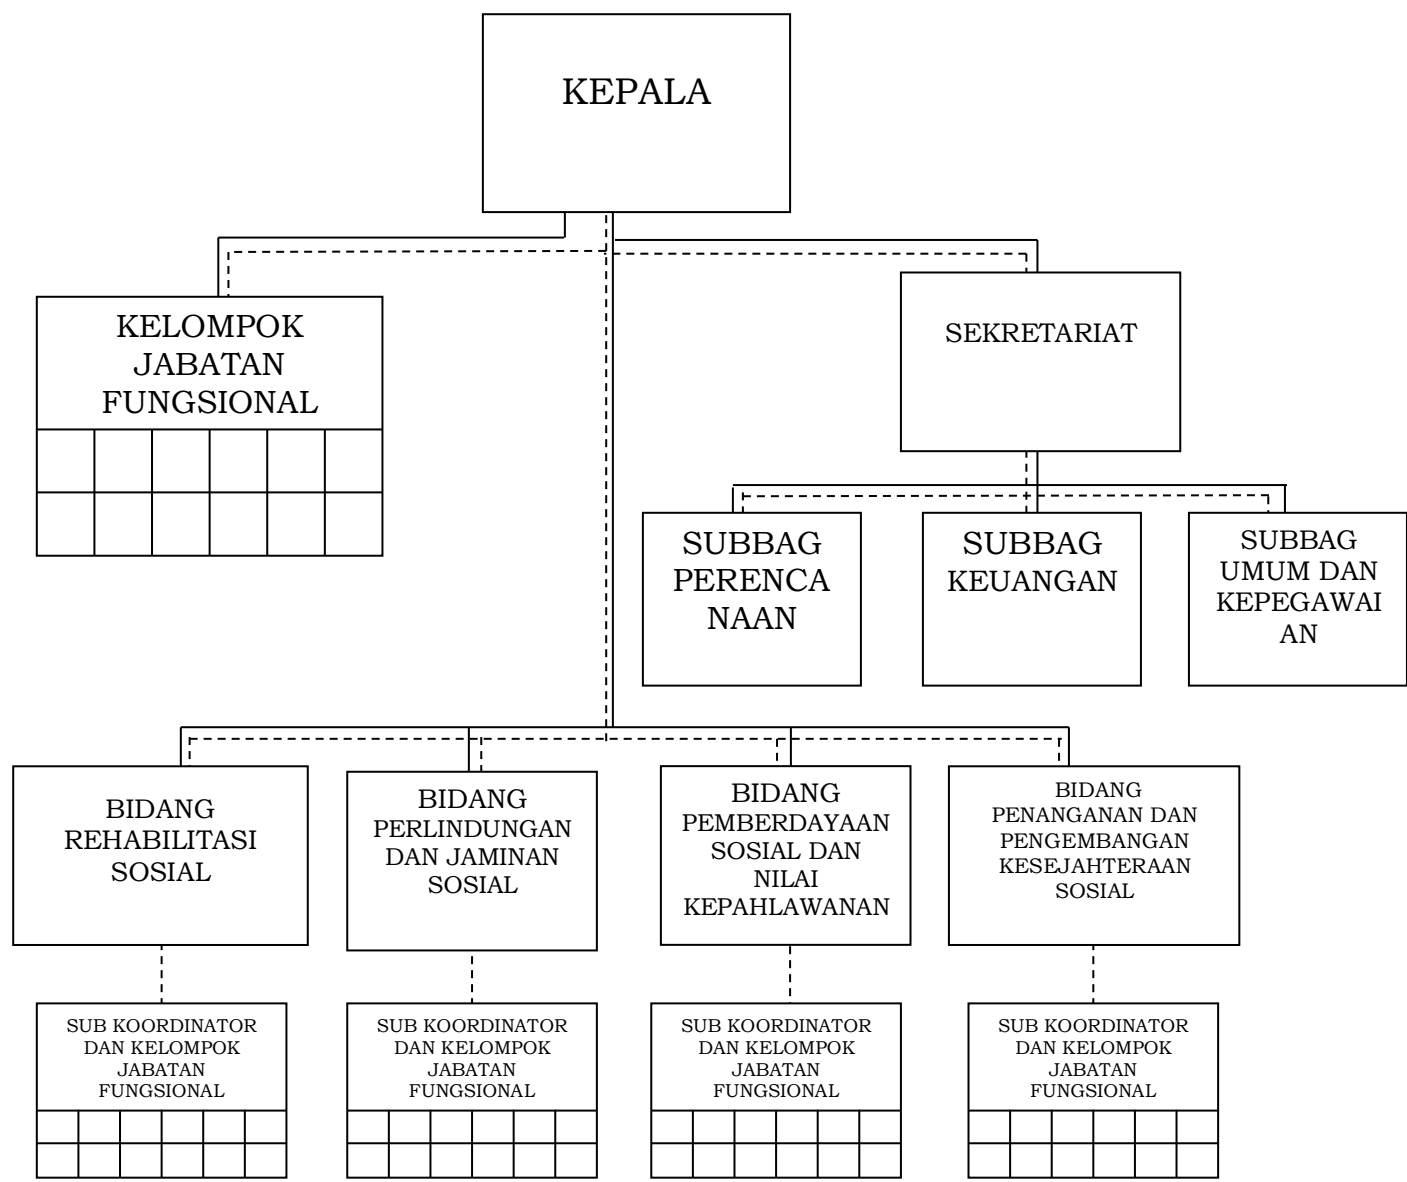 KEPALA
KELOMPOK
JABATAN
FUNGSIONAL
SEKRETARIAT
SUBBAG
PERENCA
NAAN
SUBBAG
KEUANGAN
SUBBAG
UMUM DAN
KEPEGAWAI
AN
BIDANG
REHABILITASI
SOSIAL
BIDANG
PERLINDUNGAN
DAN JAMINAN
SOSIAL
BIDANG
PEMBERDAYAAN
SOSIAL DAN
NILAI
KEPAHLAWANAN
BIDANG
PENANGANAN DAN
PENGEMBANGAN
KESEJAHTERAAN
SOSIAL
SUB KOORDINATOR
DAN KELOMPOK
JABATAN
FUNGSIONAL
SUB KOORDINATOR
DAN KELOMPOK
JABATAN
FUNGSIONAL
SUB KOORDINATOR
DAN KELOMPOK
JABATAN
FUNGSIONAL
SUB KOORDINATOR
DAN KELOMPOK
JABATAN
FUNGSIONAL